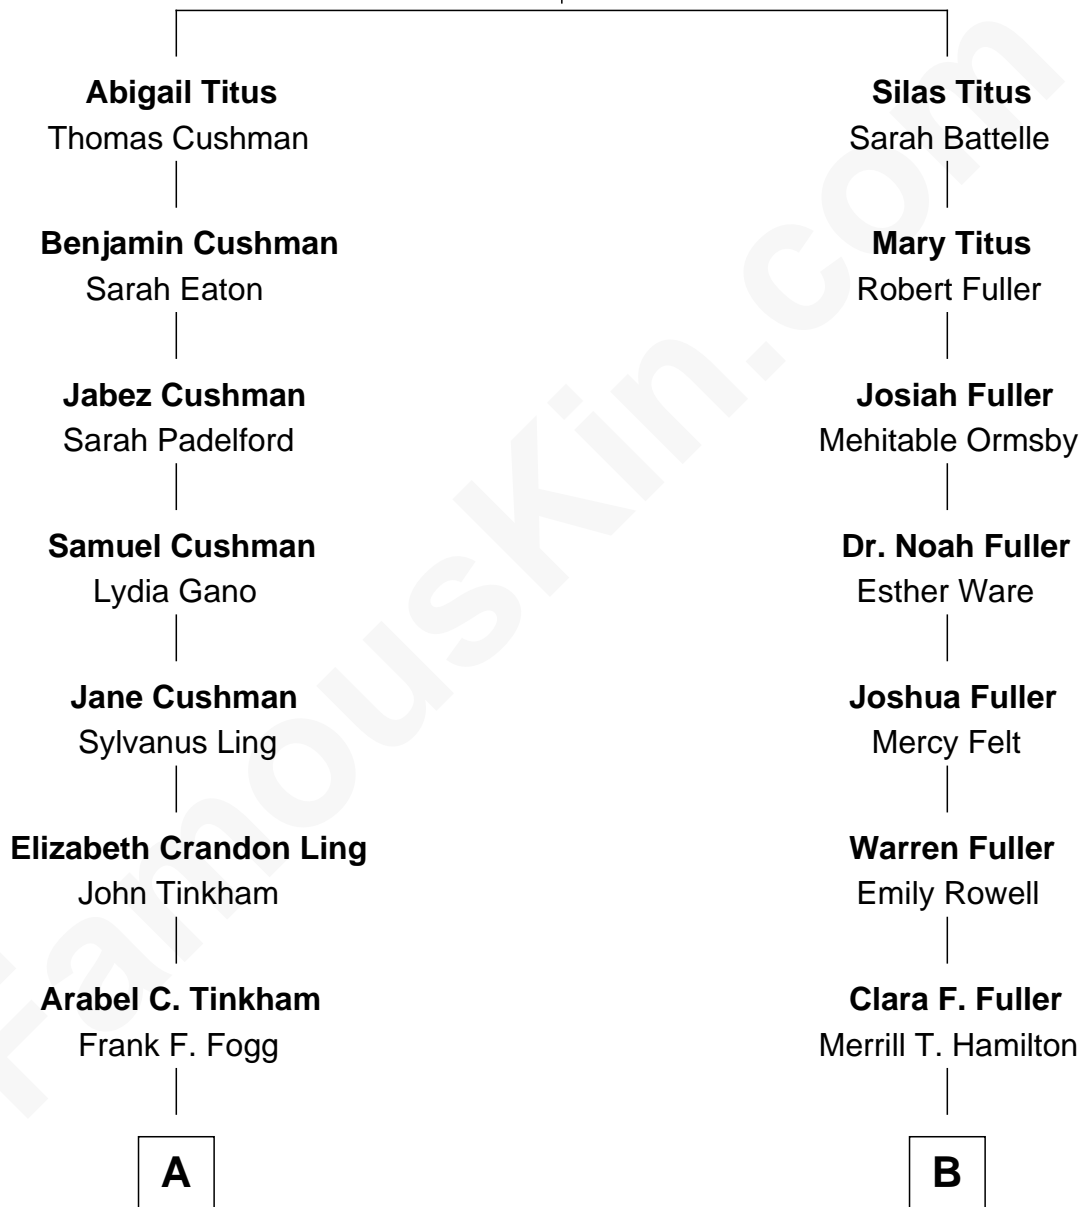 Abigail Titus
Thomas Cushman
Benjamin Cushman
Sarah Eaton
Jabez Cushman
Sarah Padelford
Samuel Cushman
Lydia Gano
Jane Cushman
Sylvanus Ling
Elizabeth Crandon Ling
John Tinkham
Arabel C. Tinkham
Frank F. Fogg
A
Silas Titus
Sarah Battelle
Mary Titus
Robert Fuller
Josiah Fuller
Mehitable Ormsby
Dr. Noah Fuller
Esther Ware
Joshua Fuller
Mercy Felt
Warren Fuller
Emily Rowell
Clara F. Fuller
Merrill T. Hamilton
B
FamousKin.com